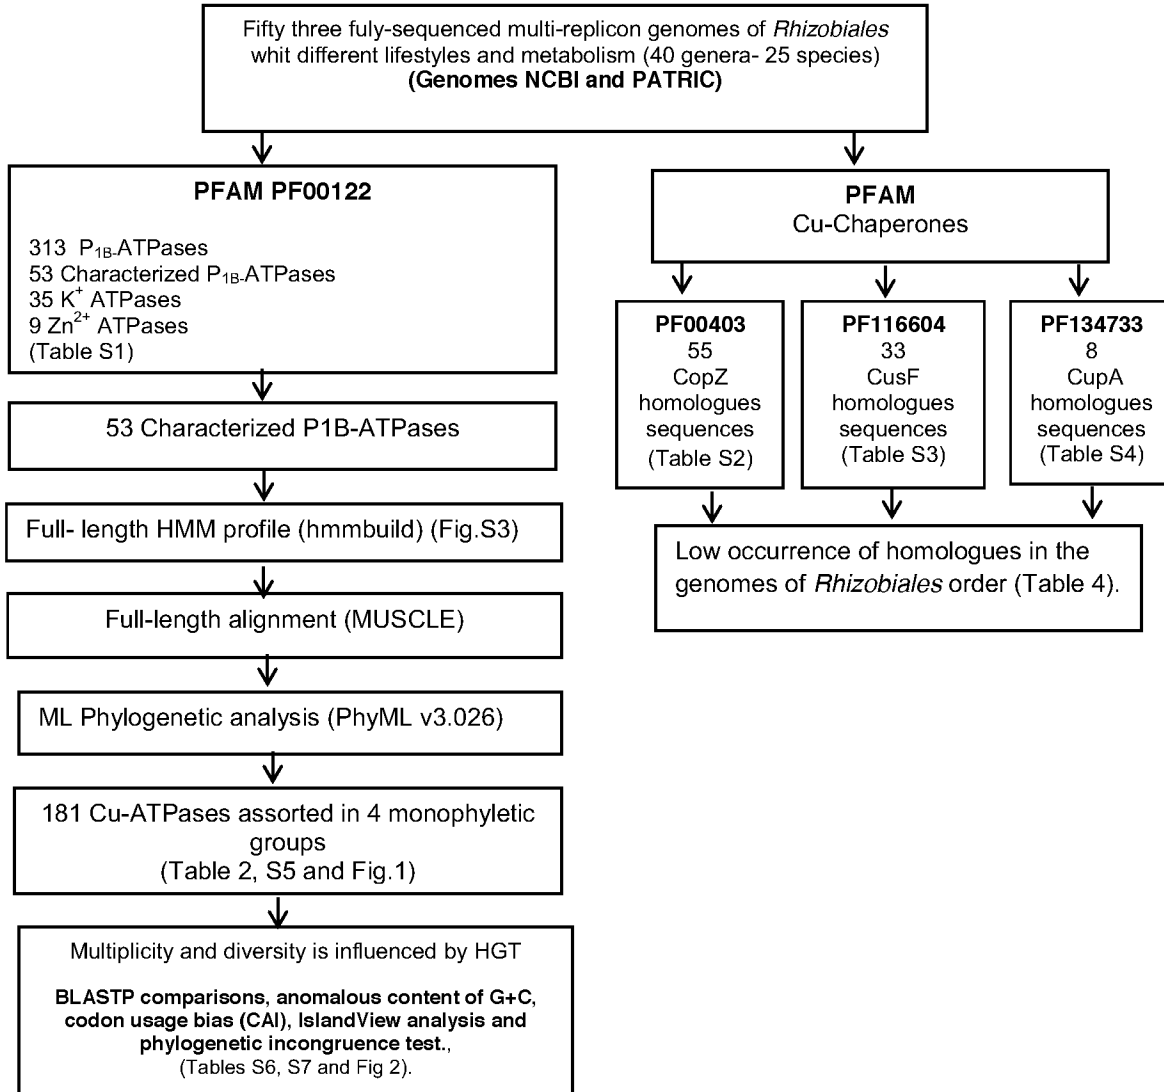 Fifty three fuly-sequenced multi-replicon genomes of Rhizobiales
whit different lifestyles and metabolism (40 genera- 25 species)
(Genomes NCBI and PATRIC)
PFAM PF00122
313 P1B-ATPases
53 Characterized P1B-ATPases
35 K+ ATPases
9 Zn2+ ATPases
(Table S1)
53 Characterized P1B-ATPases
Full- length HMM profile (hmmbuild) (Fig.S3)
Full-length alignment (MUSCLE)
ML Phylogenetic analysis (PhyML v3.026)
181 Cu-ATPases assorted in 4 monophyletic
groups
(Table 2, S5 and Fig.1)
Multiplicity and diversity is influenced by HGT
BLASTP comparisons, anomalous content of G+C,
codon usage bias (CAI), IslandView analysis and
phylogenetic incongruence test.,
(Tables S6, S7 and Fig 2).
PFAM
Cu-Chaperones
PF00403
55
CopZ
homologues
sequences
(Table S2)
PF116604
33
CusF
homologues
sequences
(Table S3)
PF134733
8
CupA
homologues
sequences
(Table S4)
Low occurrence of homologues in the
genomes of Rhizobiales order (Table 4).